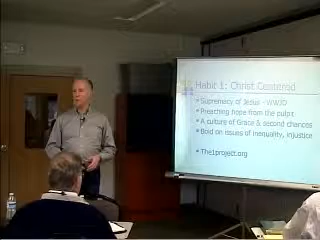 Habit 1: Christ Centered
Supremacy of Jesus - WWJD
Preaching hope from the pulpit
A culture of Grace & second chances
Bold on issues of inequality, injustice
The1project.org